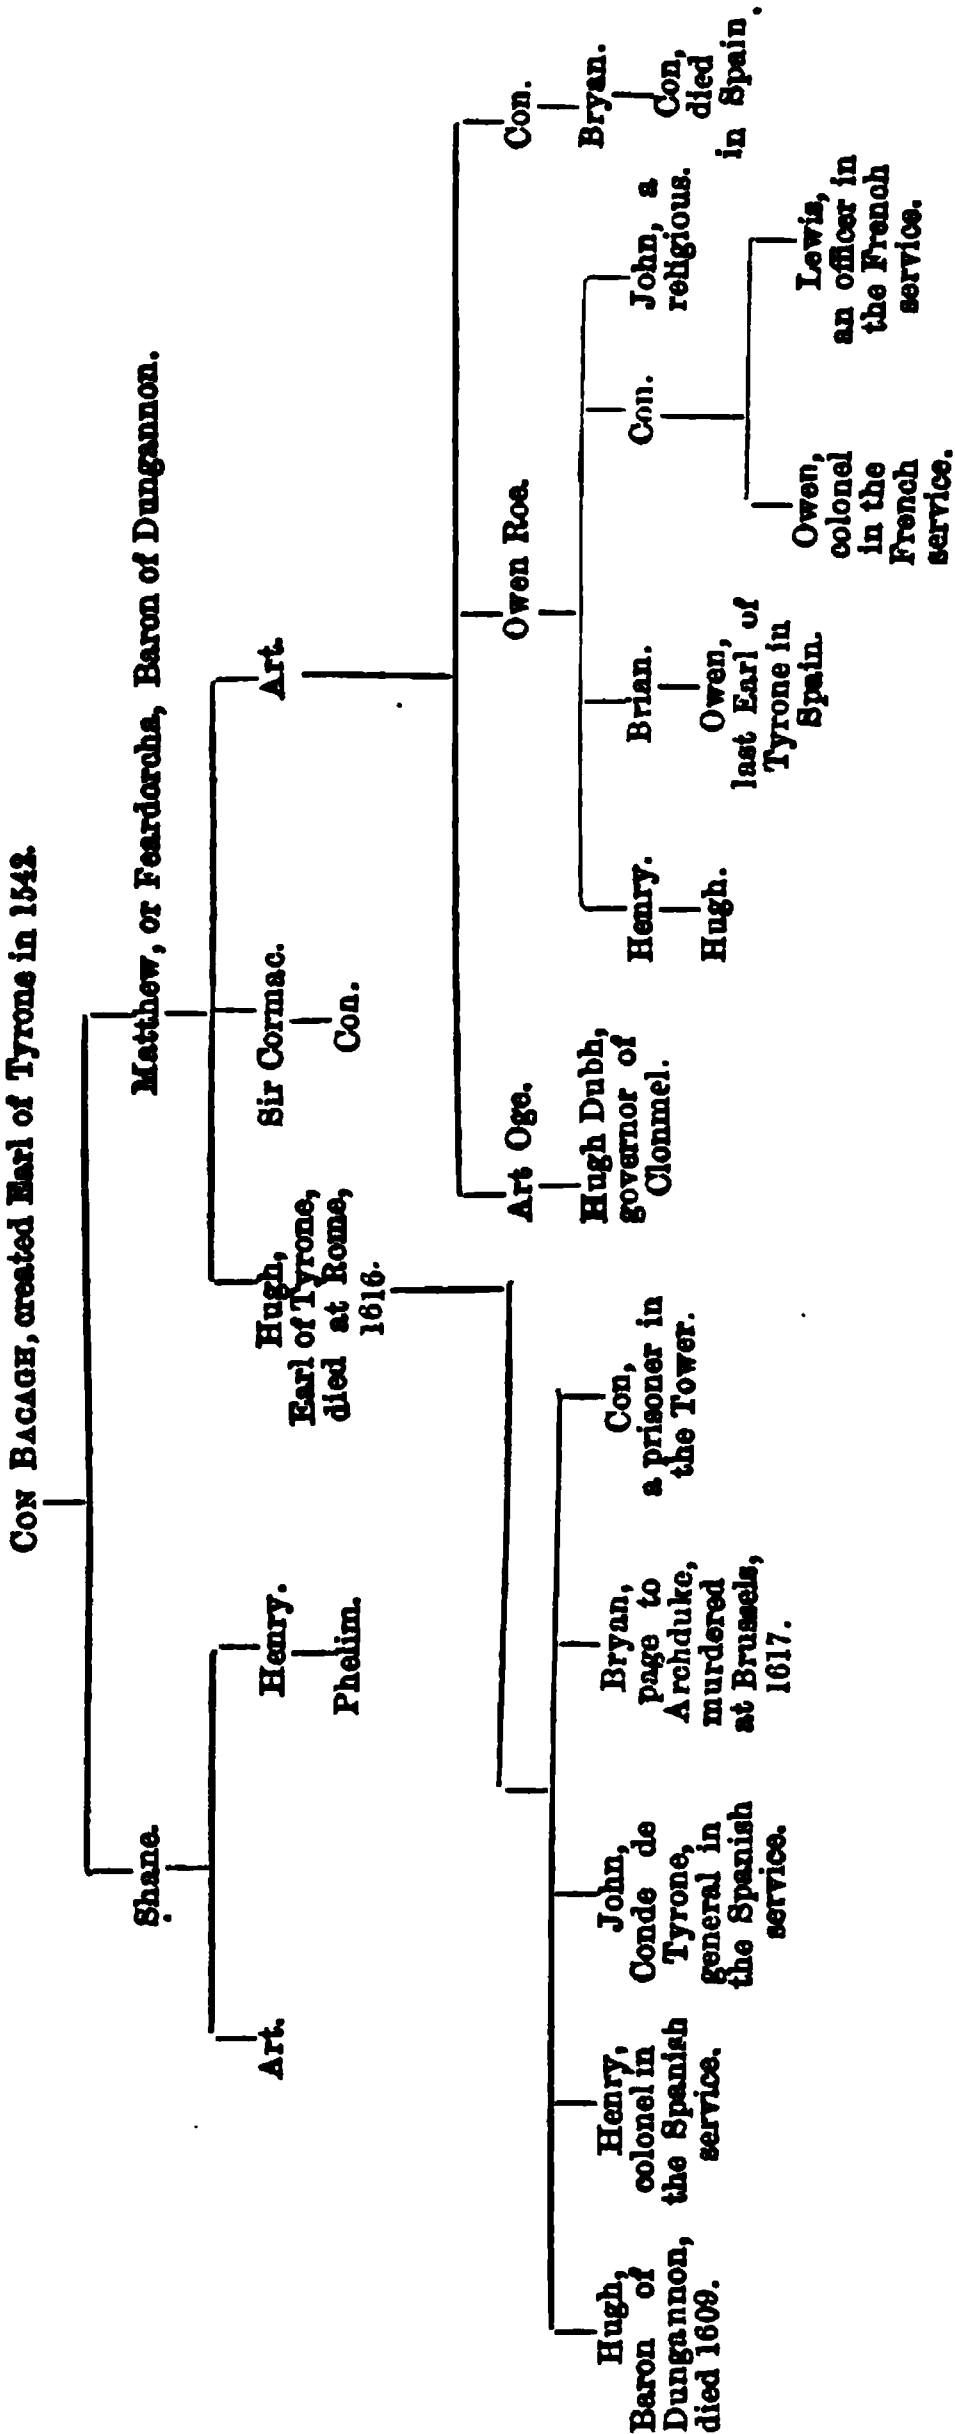 CON BACAGH, created Earl of Tyrone in 1542.
Shane.
Matthew, or Feardorcha, Baron of Dungannon.
Art.
Henry.
Phelim.
Hugh,
Earl of Tyrone,
died at Rome,
1616.
Sir Cormac.
Con.
Art.
Hugh,
Baron of
Dungannon,
died 1609.
Henry,
colonel in
the Spanish
service.
John,
Conde de
Tyrone,
general in
the Spanish
service.
Bryan,
page to
Archduke,
murdered
at Brussels,
1617.
Con,
a prisoner in
the Tower.
Art Oge.
Hugh Dubh,
governor of
Clonmel.
Owen Roe.
Henry.
Hugh.
Brian.
Owen,
last Earl of
Tyrone in
Spain.
Con.
Owen,
colonel
in the
French
service.
Lewis,
an officer in
the French
service.
John, a
religious.
Con.
Bryan.
Con,
died
in Spain.